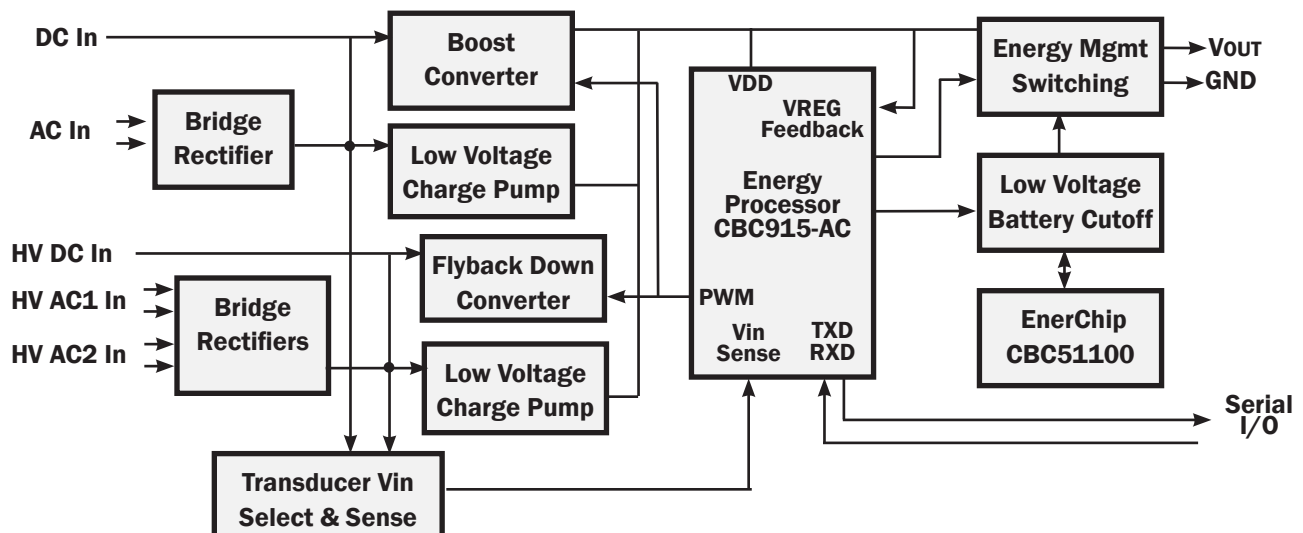 DC In
Boost
Converter
AC In
Bridge
Rectifier
Low Voltage
Charge Pump
HV DC In
HV AC1 In
HV AC2 In
Bridge
Rectifiers
Flyback Down
Converter
Low Voltage
Charge Pump
Transducer Vin
Select & Sense
VDD
VREG
Feedback
Energy
Processor
CBC915-AC
PWM
Vin
Sense
TXD
RXD
Energy Mgmt
Switching
VOUT
GND
Low Voltage
Battery Cutoff
EnerChip
CBC51100
Serial
I/O